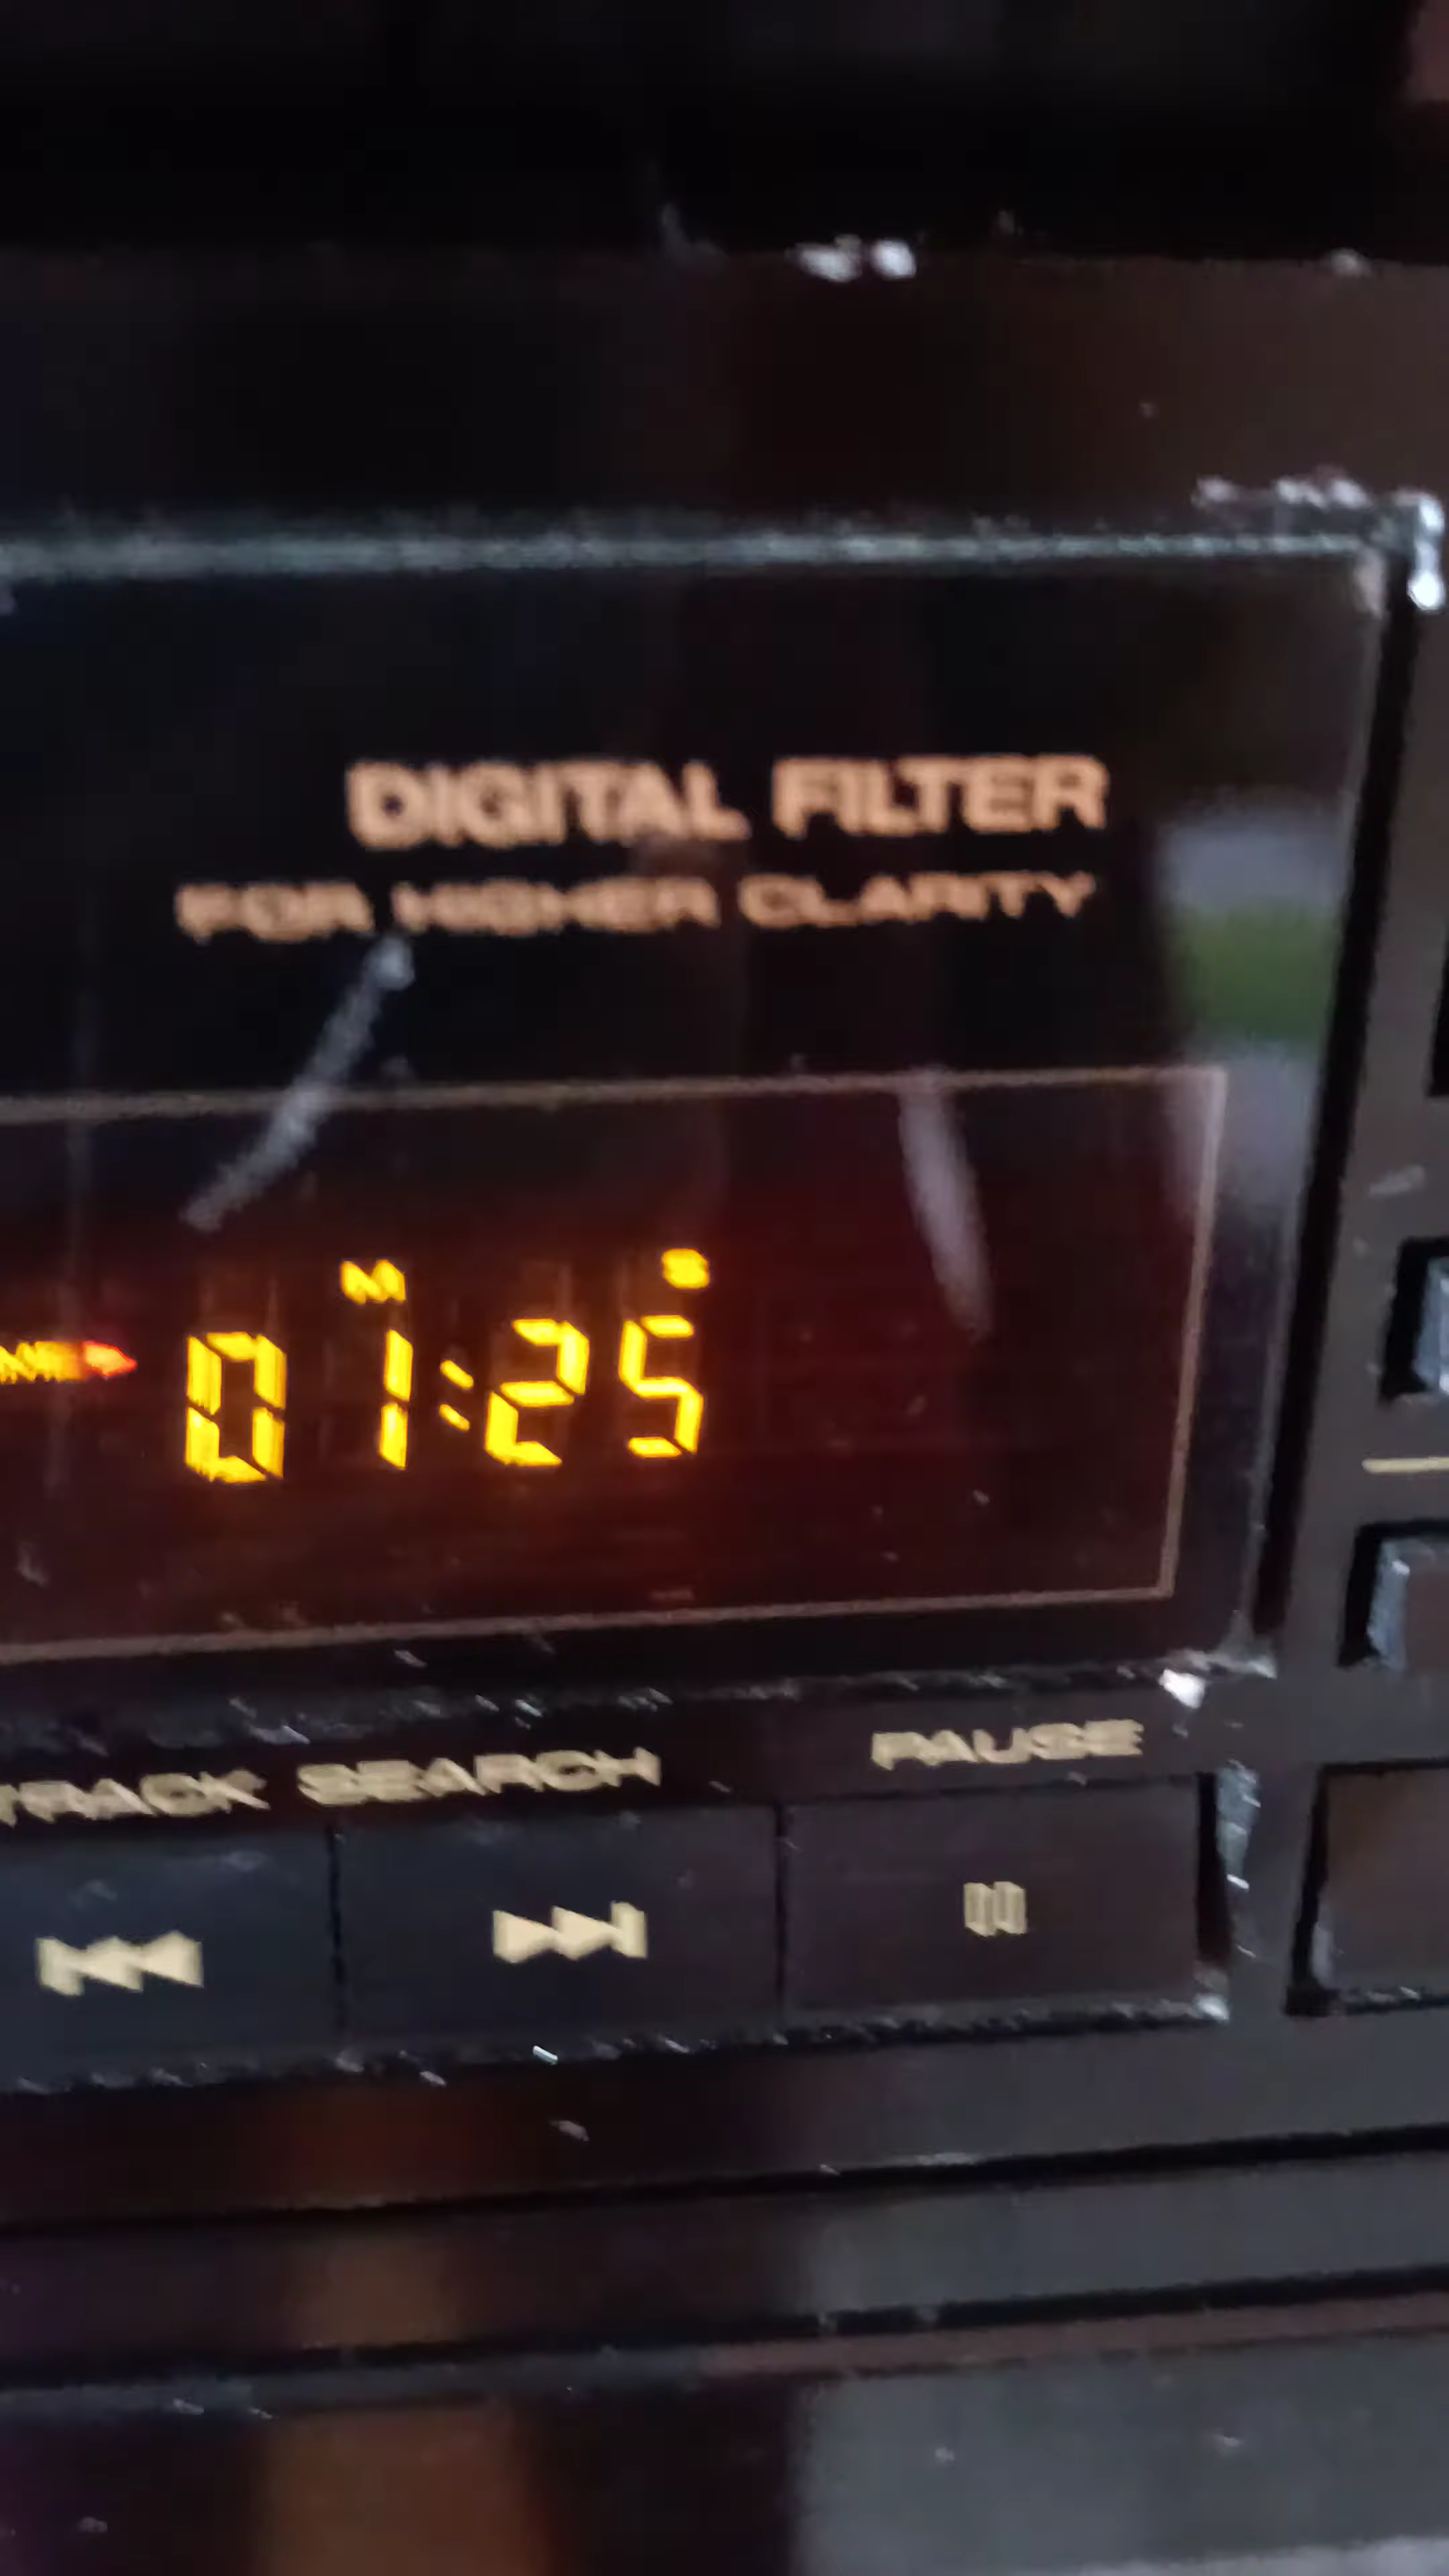 DIGITAL FILTER
FOR HIGHER CLARITY
M S
01:25
TRACK SEARCH
PAUSE